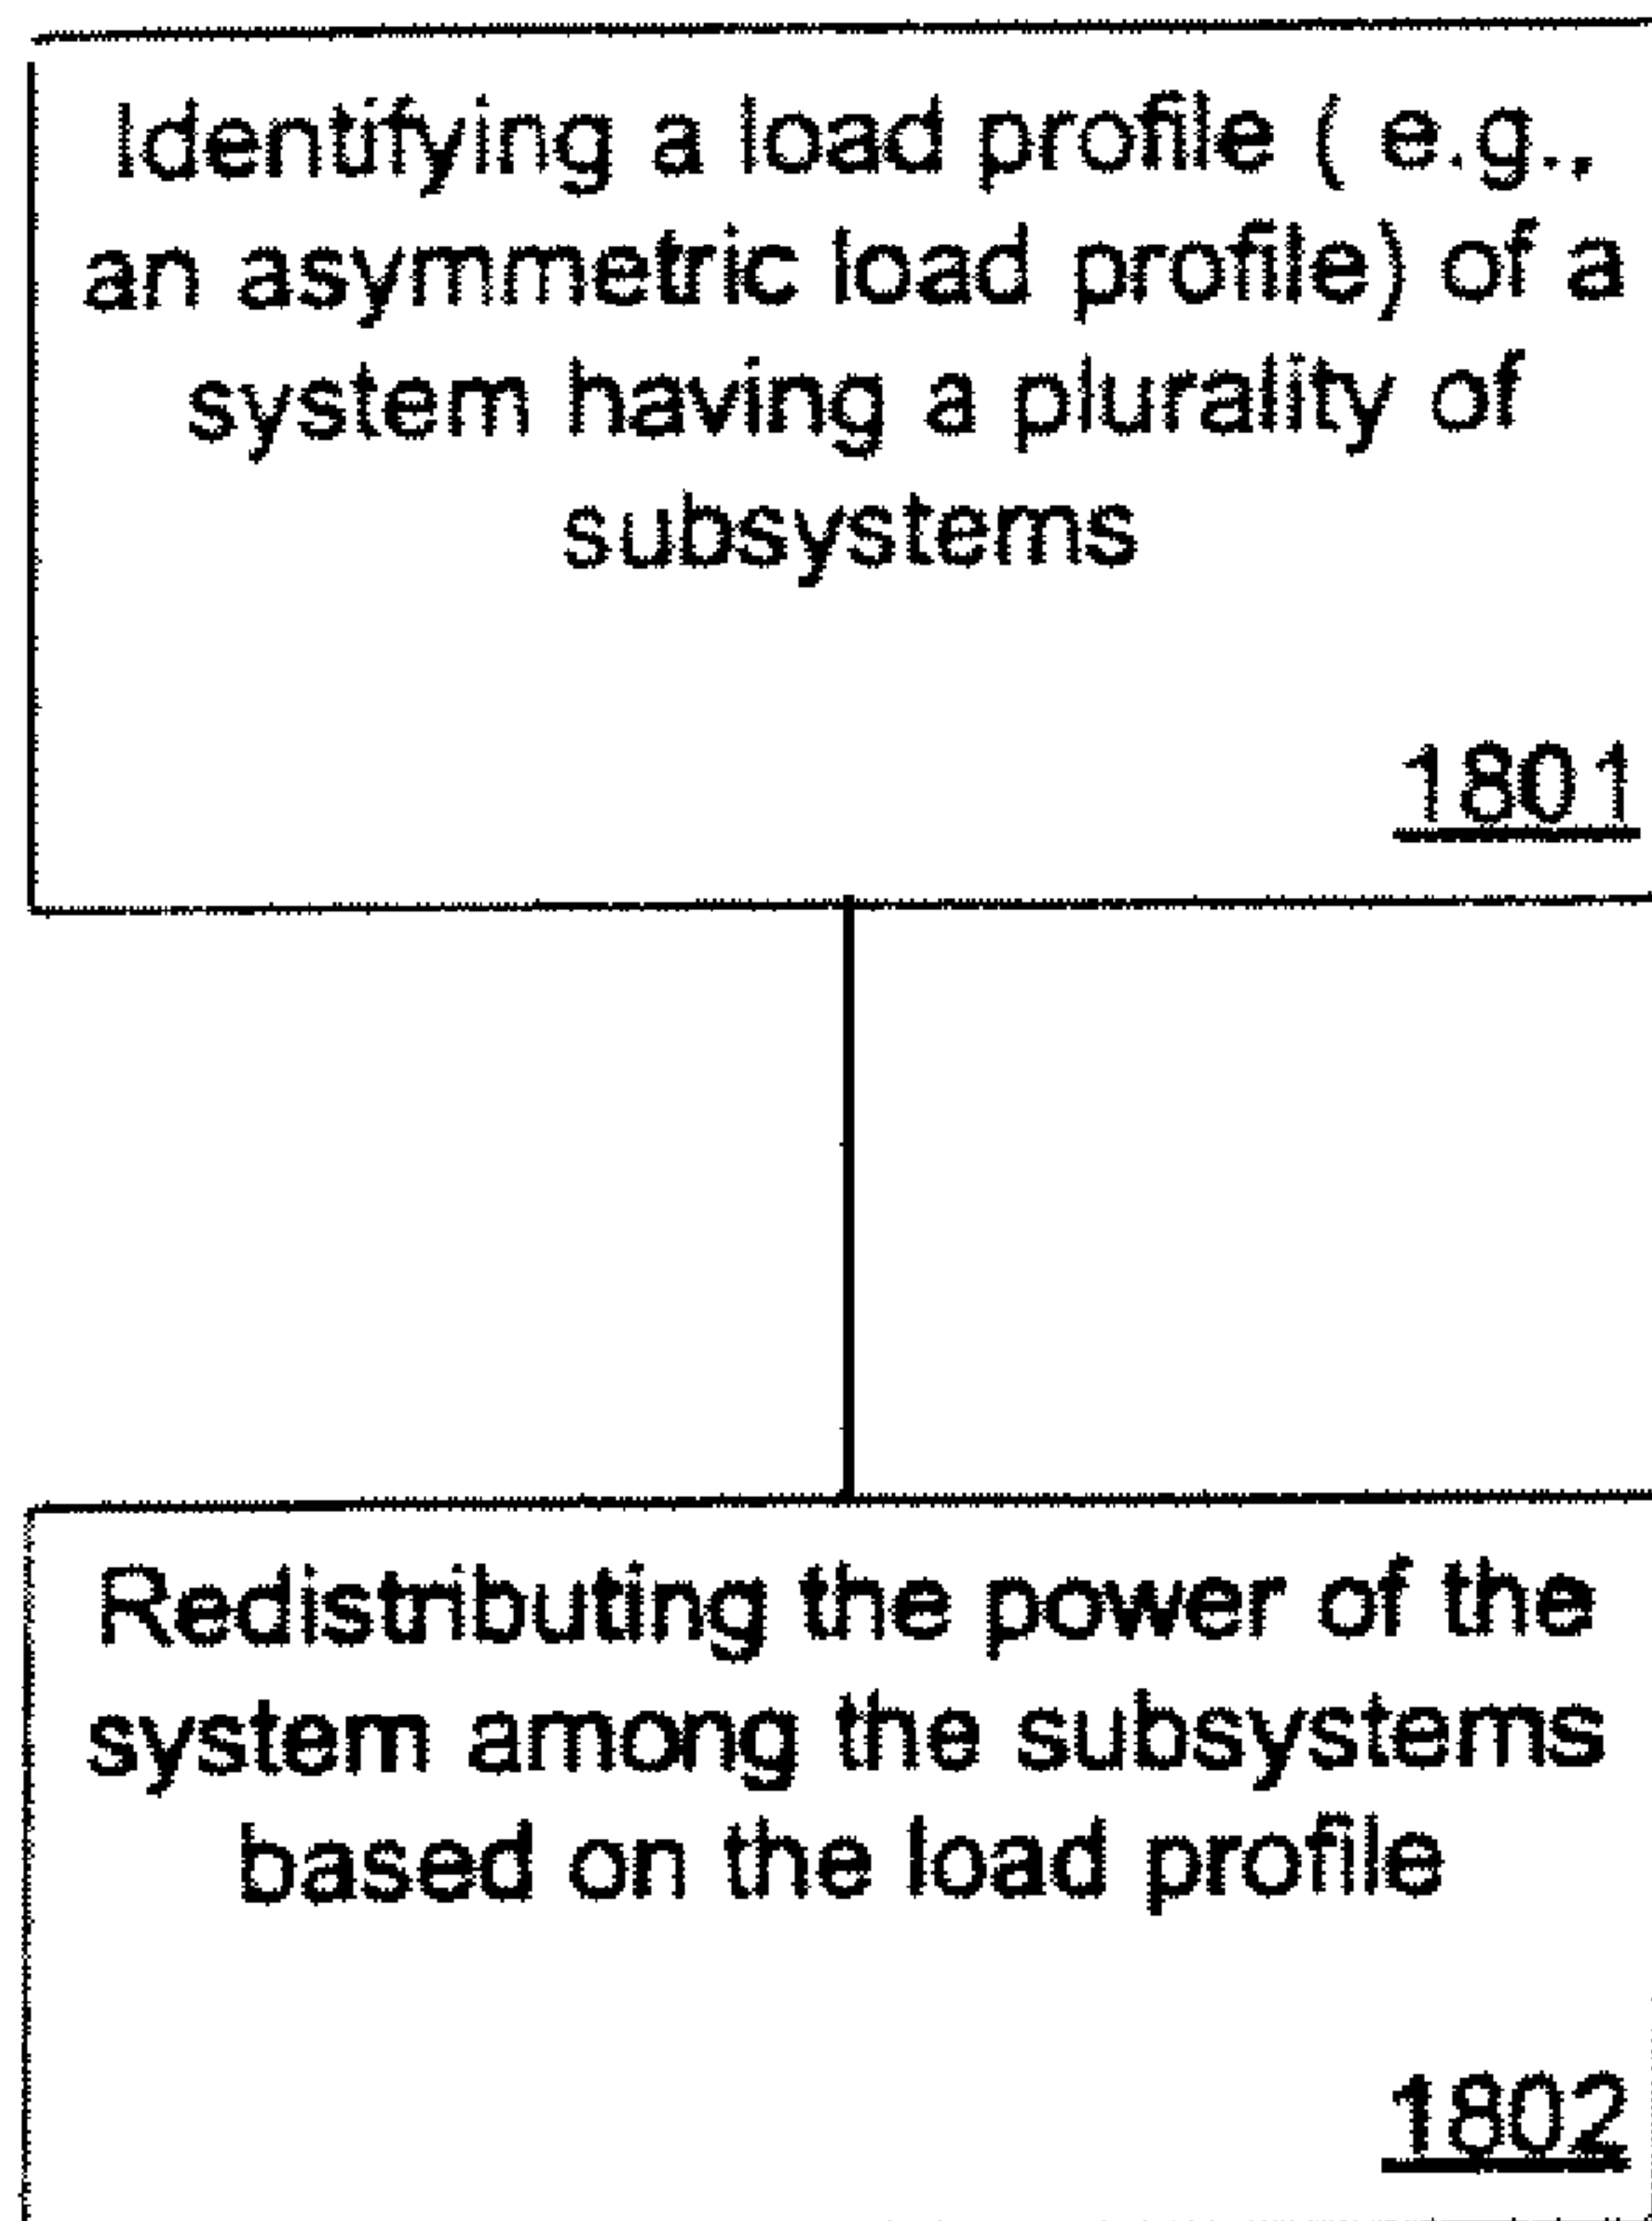 Identifying a load profile ( e.g.,
an asymmetric load profile) of a
system having a plurality of
subsystems
1801
Redistributing the power of the
system among the subsystems
based on the load profile
1802